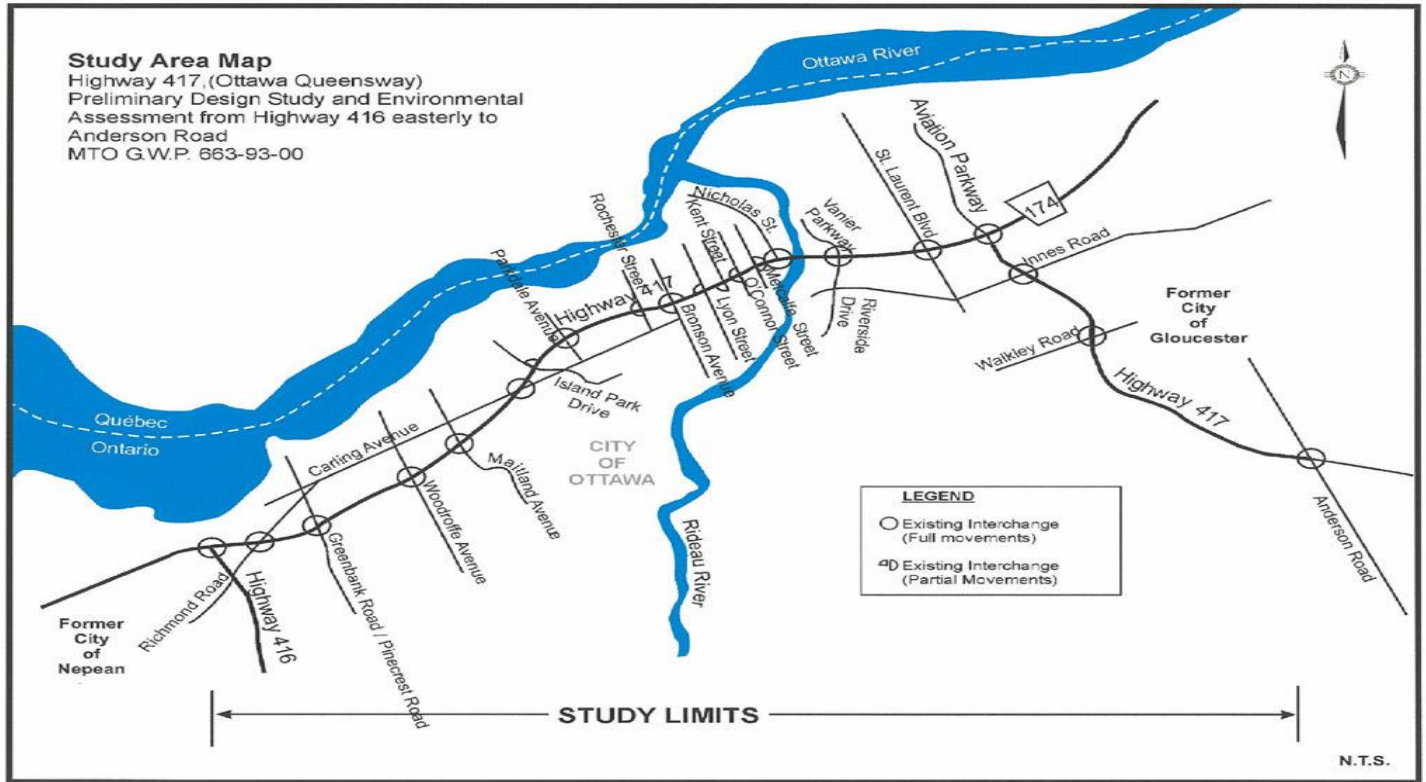 Study Area Map
Highway 417,(Ottawa Queensway)
Preliminary Design Study and Environmental
Assessment from Highway 416 easterly to
Anderson Road
MTO G.W.P. 663-93-00
Ottawa River
N
Aviation Parkway
St. Laurent Blvd
174
Nicholas St.
Vanier
Parkway
Kent Street
Rochester Street
Innes Road
Parkdale Avenue
Highway 417
Metcalfe Street
O'Connor Street
Lyon Street
Bronson Avenue
Riverside
Drive
Former
City
of
Gloucester
Walkley Road
Highway 417
Island Park
Drive
Québec
Ontario
Carling Avenue
CITY
OF
OTTAWA
Maitland Avenue
Woodroffe Avenue
Rideau River
LEGEND
Existing Interchange
(Full movements)
Existing Interchange
(Partial Movements)
Anderson Road
Greenbank Road / Pinecrest Road
Richmond Road
Highway 416
Former
City
of
Nepean
STUDY LIMITS
N.T.S.